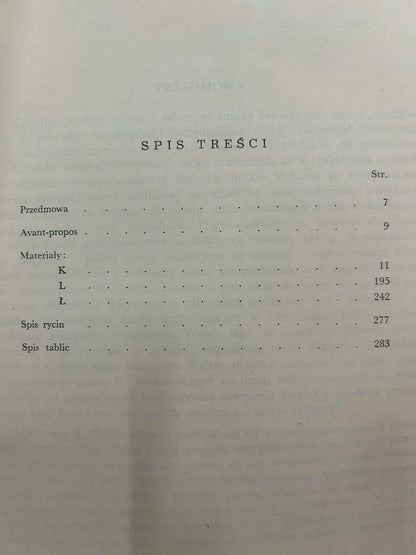 SPIS TREŚCI
Str.
Przedmowa . . . . . . . . . . . . . . 7
Avant-propos . . . . . . . . . . . . . . 9
Materiały:
K . . . . . . . . . . . . . . 11
L . . . . . . . . . . . . . . 195
Ł . . . . . . . . . . . . . . 242
Spis rycin . . . . . . . . . . . . . . 277
Spis tablic . . . . . . . . . . . . . . 283